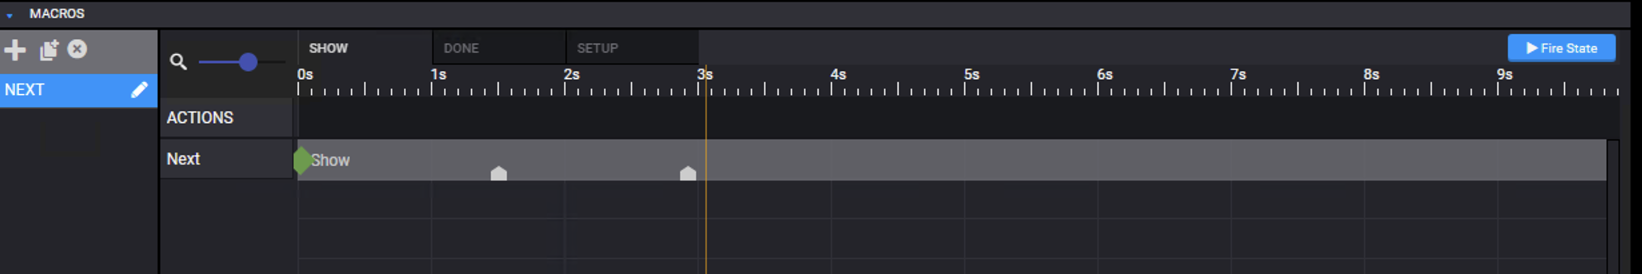 MACROS
SHOW DONE SETUP Fire State
0s 1s 2s 3s 4s 5s 6s 7s 8s 9s
NEXT
ACTIONS
Next Show